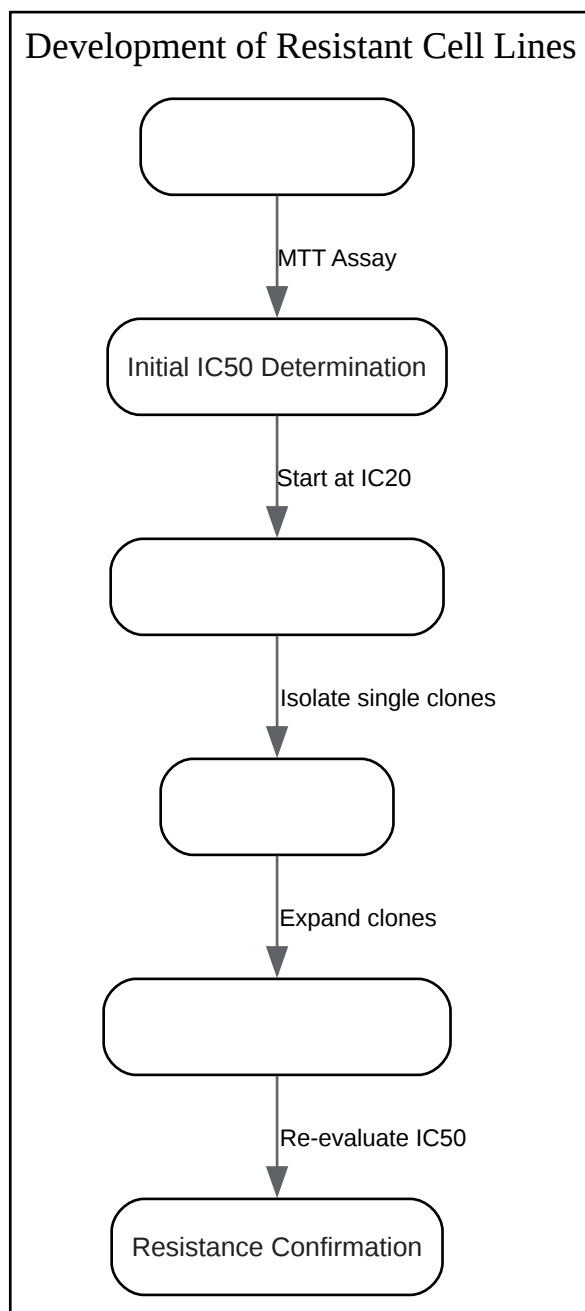 Development of Resistant Cell Lines
MTT Assay
Initial IC50 Determination
Start at IC20
Isolate single clones
Expand clones
Re-evaluate IC50
Resistance Confirmation